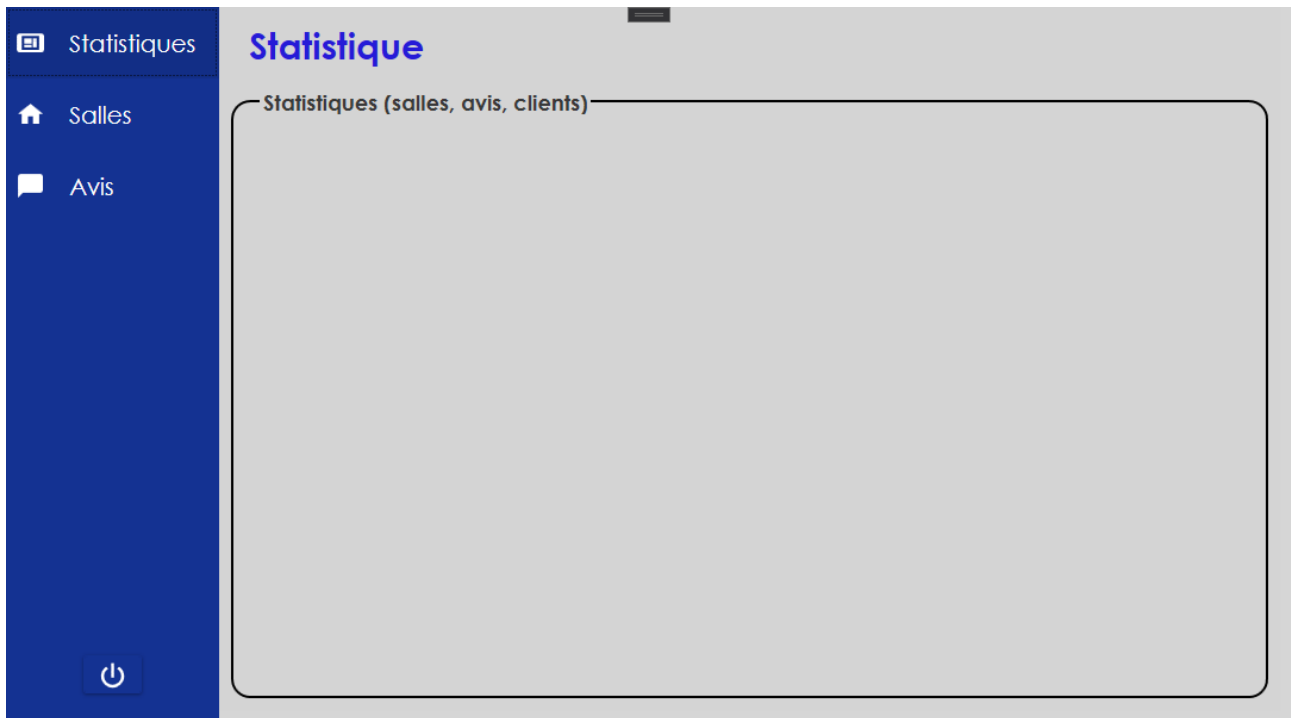 Statistiques
Salles
Avis
Statistique
Statistiques (salles, avis, clients)